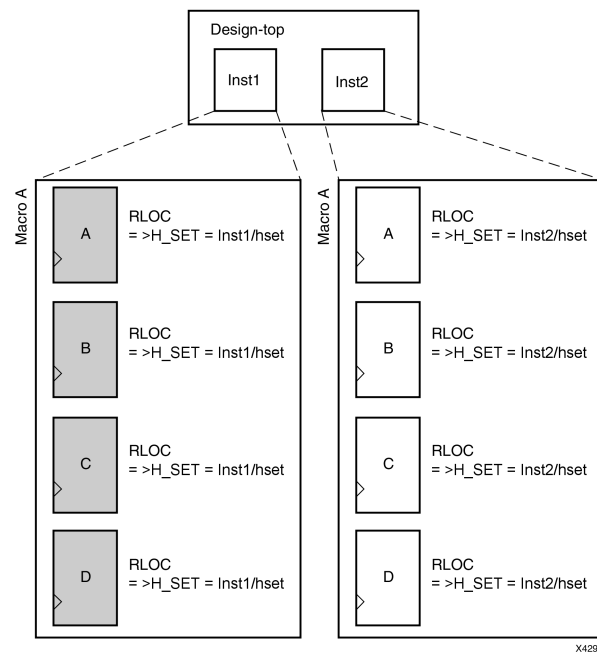 Design-top
Inst1
Inst2
Macro A
A
RLOC
= >H_SET = Inst1/hset
B
RLOC
= >H_SET = Inst1/hset
C
RLOC
= >H_SET = Inst1/hset
D
RLOC
= >H_SET = Inst1/hset
Macro A
A
RLOC
= >H_SET = Inst2/hset
B
RLOC
= >H_SET = Inst2/hset
C
RLOC
= >H_SET = Inst2/hset
D
RLOC
= >H_SET = Inst2/hset
X429